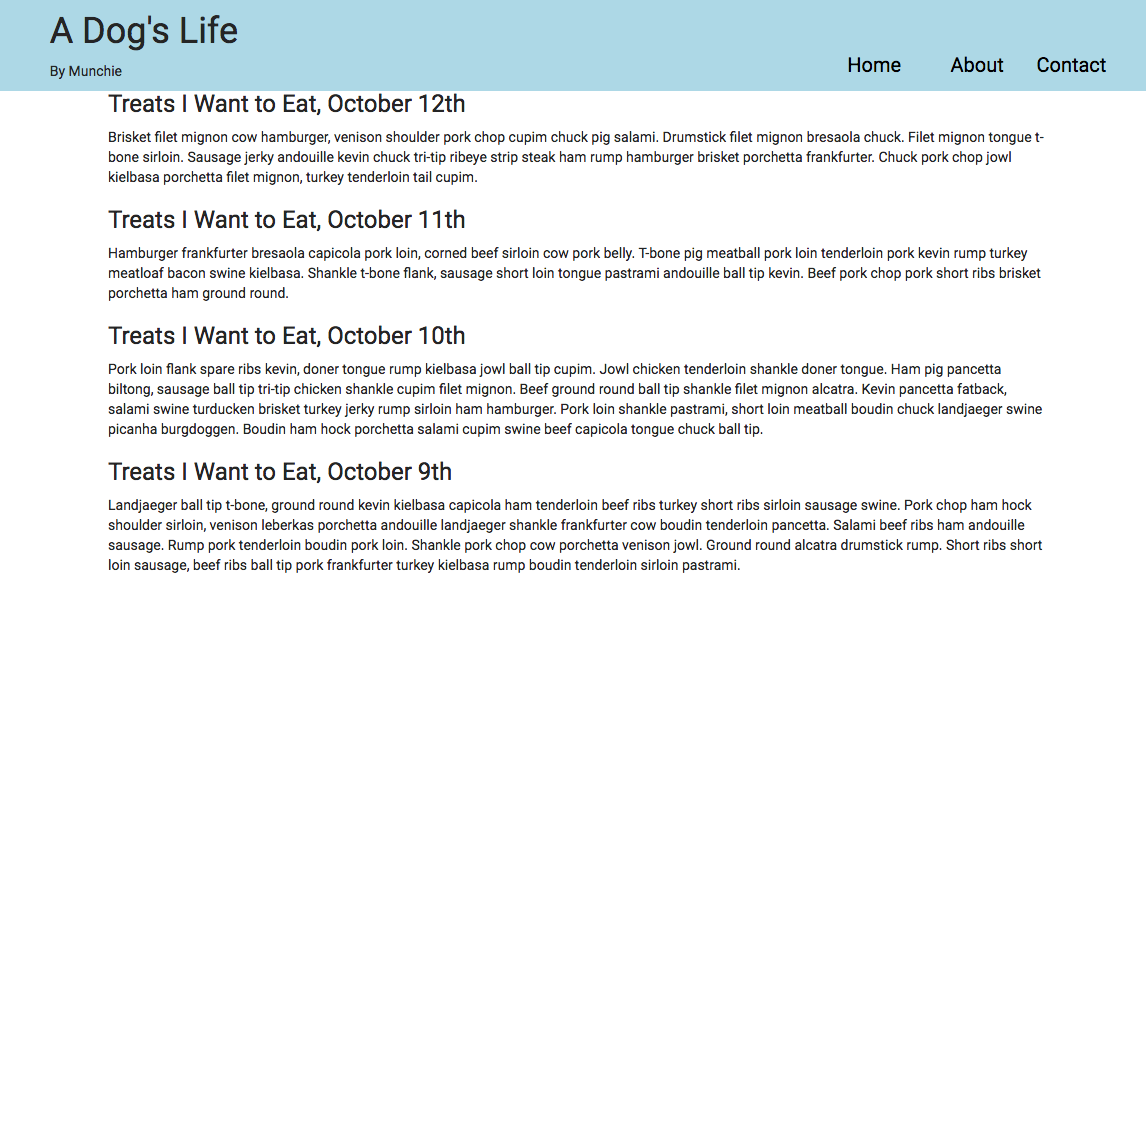 A Dog's Life
By Munchie
Home About Contact
Treats I Want to Eat, October 12th
Brisket filet mignon cow hamburger, venison shoulder pork chop cupim chuck pig salami. Drumstick filet mignon bresaola chuck. Filet mignon tongue t-
bone sirloin. Sausage jerky andouille kevin chuck tri-tip ribeye strip steak ham rump hamburger brisket porchetta frankfurter. Chuck pork chop jowl
kielbasa porchetta filet mignon, turkey tenderloin tail cupim.
Treats I Want to Eat, October 11th
Hamburger frankfurter bresaola capicola pork loin, corned beef sirloin cow pork belly. T-bone pig meatball pork loin tenderloin pork kevin rump turkey
meatloaf bacon swine kielbasa. Shankle t-bone flank, sausage short loin tongue pastrami andouille ball tip kevin. Beef pork chop pork short ribs brisket
porchetta ham ground round.
Treats I Want to Eat, October 10th
Pork loin flank spare ribs kevin, doner tongue rump kielbasa jowl ball tip cupim. Jowl chicken tenderloin shankle doner tongue. Ham pig pancetta
biltong, sausage ball tip tri-tip chicken shankle cupim filet mignon. Beef ground round ball tip shankle filet mignon alcatra. Kevin pancetta fatback,
salami swine turducken brisket turkey jerky rump sirloin ham hamburger. Pork loin shankle pastrami, short loin meatball boudin chuck landjaeger swine
picanha burgdoggen. Boudin ham hock porchetta salami cupim swine beef capicola tongue chuck ball tip.
Treats I Want to Eat, October 9th
Landjaeger ball tip t-bone, ground round kevin kielbasa capicola ham tenderloin beef ribs turkey short ribs sirloin sausage swine. Pork chop ham hock
shoulder sirloin, venison leberkas porchetta andouille landjaeger shankle frankfurter cow boudin tenderloin pancetta. Salami beef ribs ham andouille
sausage. Rump pork tenderloin boudin pork loin. Shankle pork chop cow porchetta venison jowl. Ground round alcatra drumstick rump. Short ribs short
loin sausage, beef ribs ball tip pork frankfurter turkey kielbasa rump boudin tenderloin sirloin pastrami.